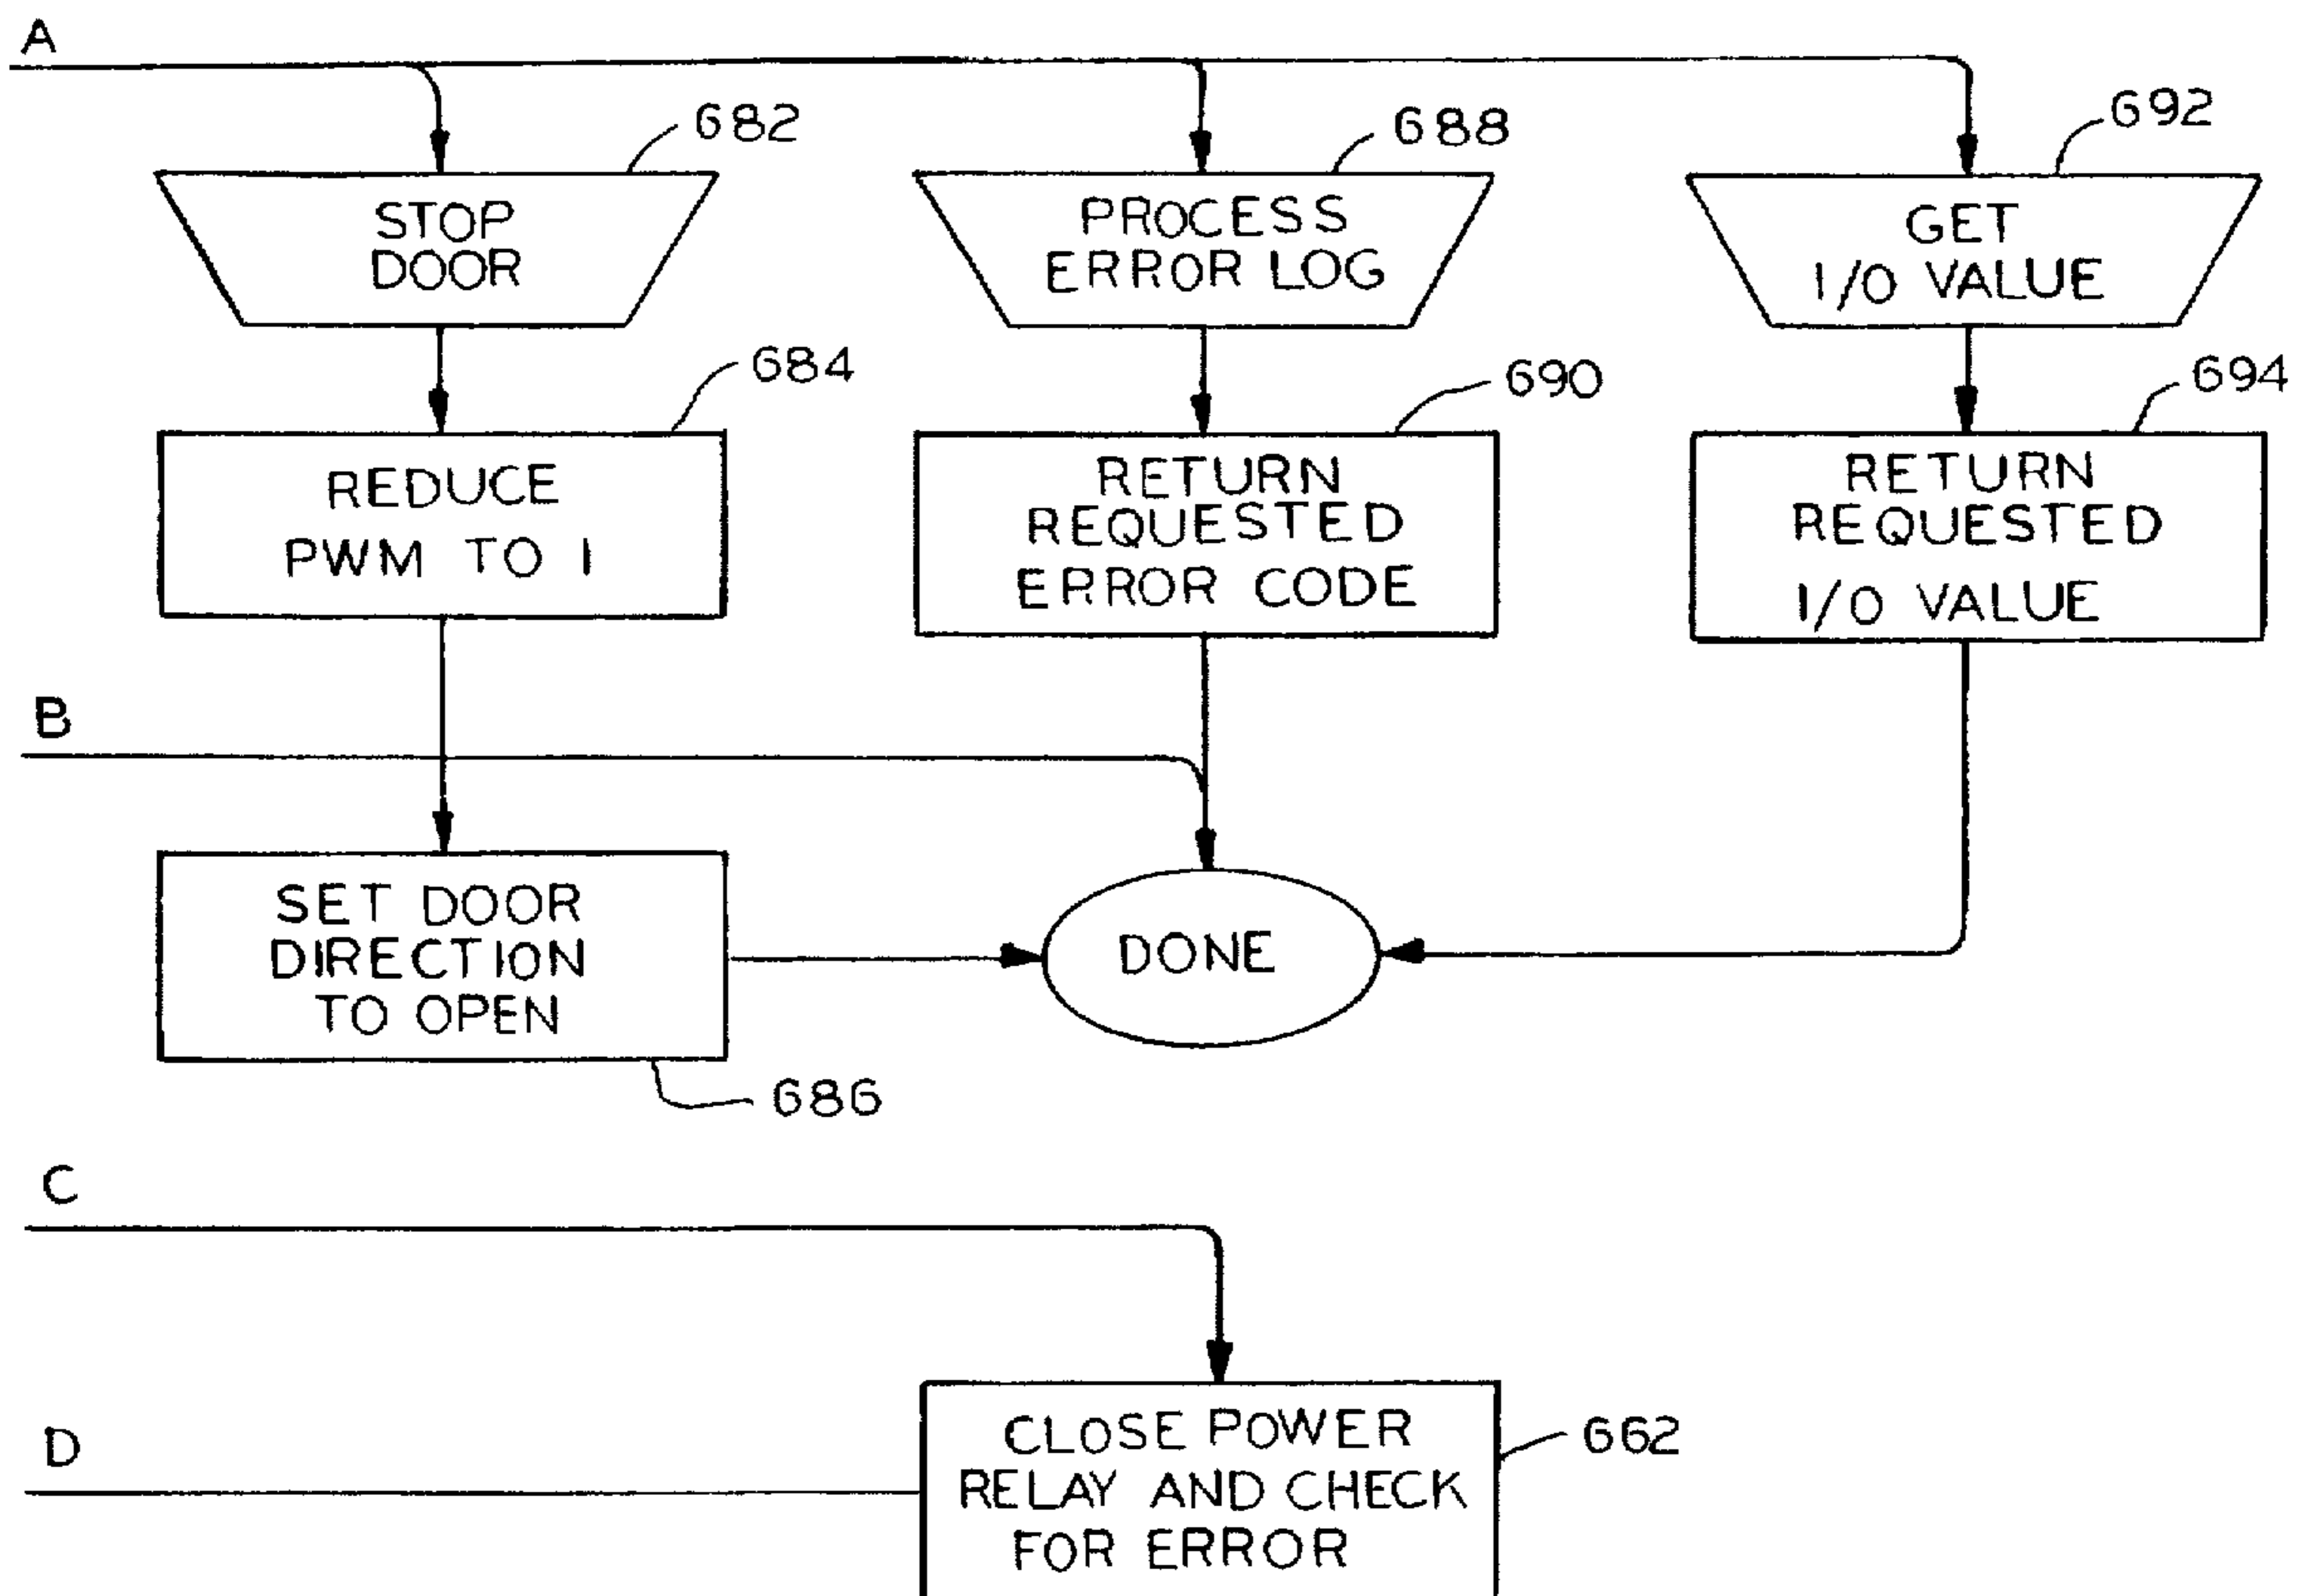 A
682
688
692
STOP
DOOR
PROCESS
ERROR LOG
GET
I/O VALUE
684
690
694
REDUCE
PWM TO 1
RETURN
REQUESTED
ERROR CODE
RETURN
REQUESTED
I/O VALUE
B
SET DOOR
DIRECTION
TO OPEN
DONE
686
C
D
CLOSE POWER
RELAY AND CHECK
FOR ERROR
662